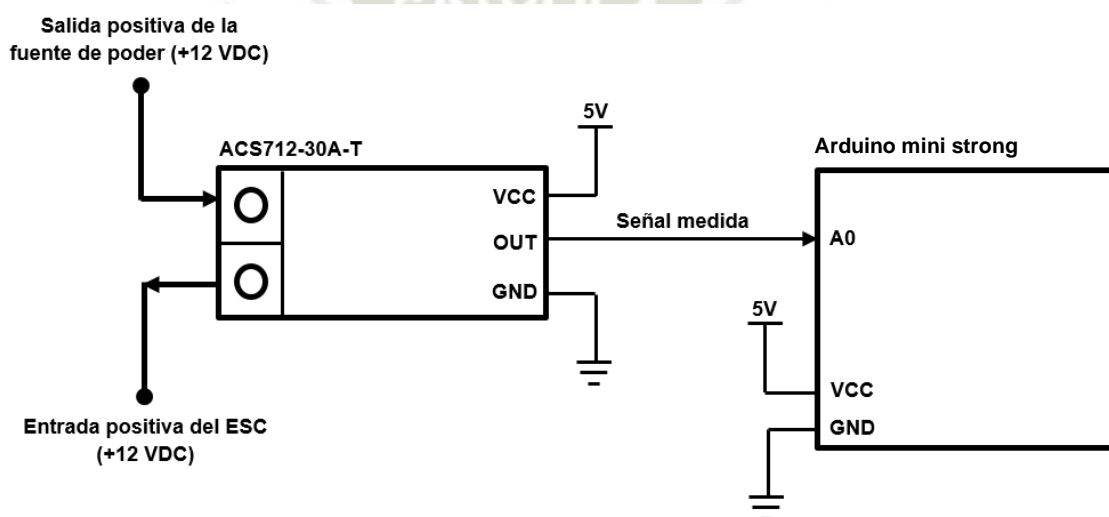 Salida positiva de la
fuente de poder (+12 VDC)
ACS712-30A-T
5V
VCC
OUT
GND
Señal medida
Arduino mini strong
A0
5V
VCC
GND
Entrada positiva del ESC
(+12 VDC)